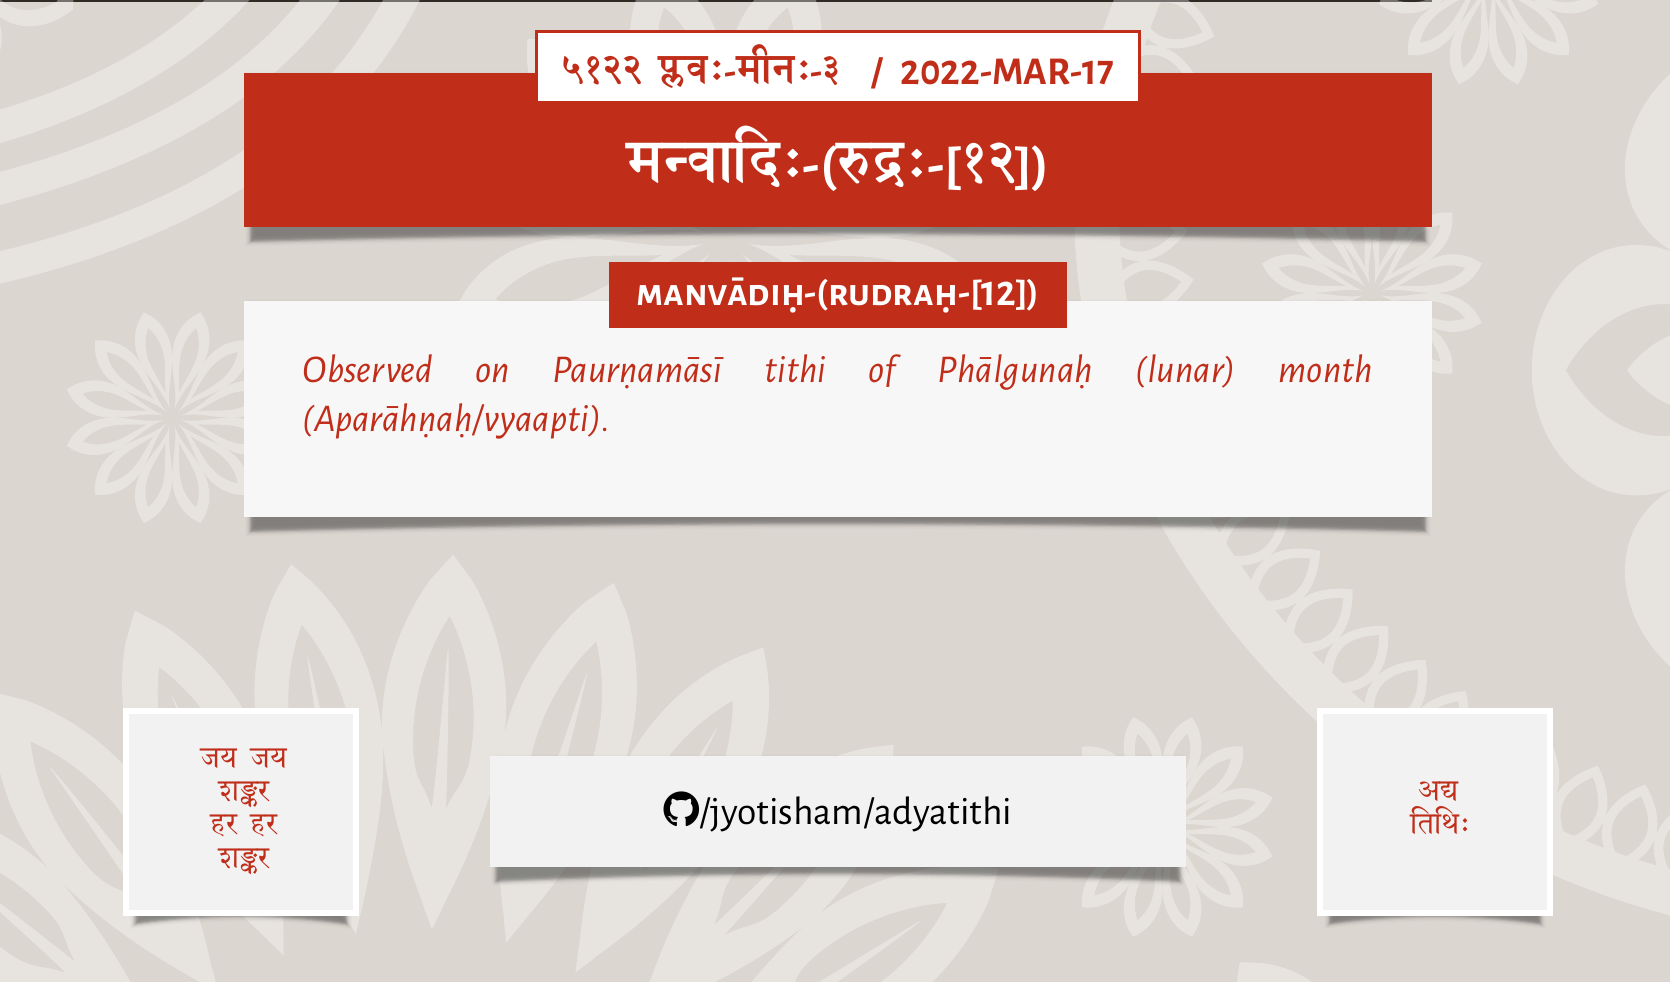 ५१२२ प्लवः-मीनः-३ / 2022-MAR-17
मन्वादिः-(रुद्रः-[१२])
MANVĀDIḤ-(RUDRAḤ-[12])
Observed on Paurṇamāsī tithi of Phālgunaḥ (lunar) month
(Aparāhṇaḥ/vyaapti).
जय जय
शङ्कर
हर हर
शङ्कर
/jyotisham/adyatithi
अद्य
तिथिः